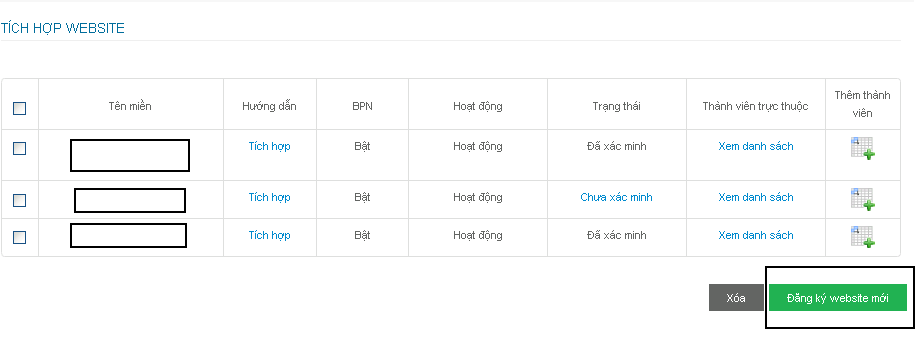 TÍCH HỢP WEBSITE
Tên miền Hướng dẫn BPN Hoạt động Trạng thái Thành viên trực thuộc Thêm thành
viên
Tích hợp Bật Hoạt động Đã xác minh Xem danh sách
Tích hợp Bật Hoạt động Chưa xác minh Xem danh sách
Tích hợp Bật Hoạt động Đã xác minh Xem danh sách
Xóa Đăng ký website mới